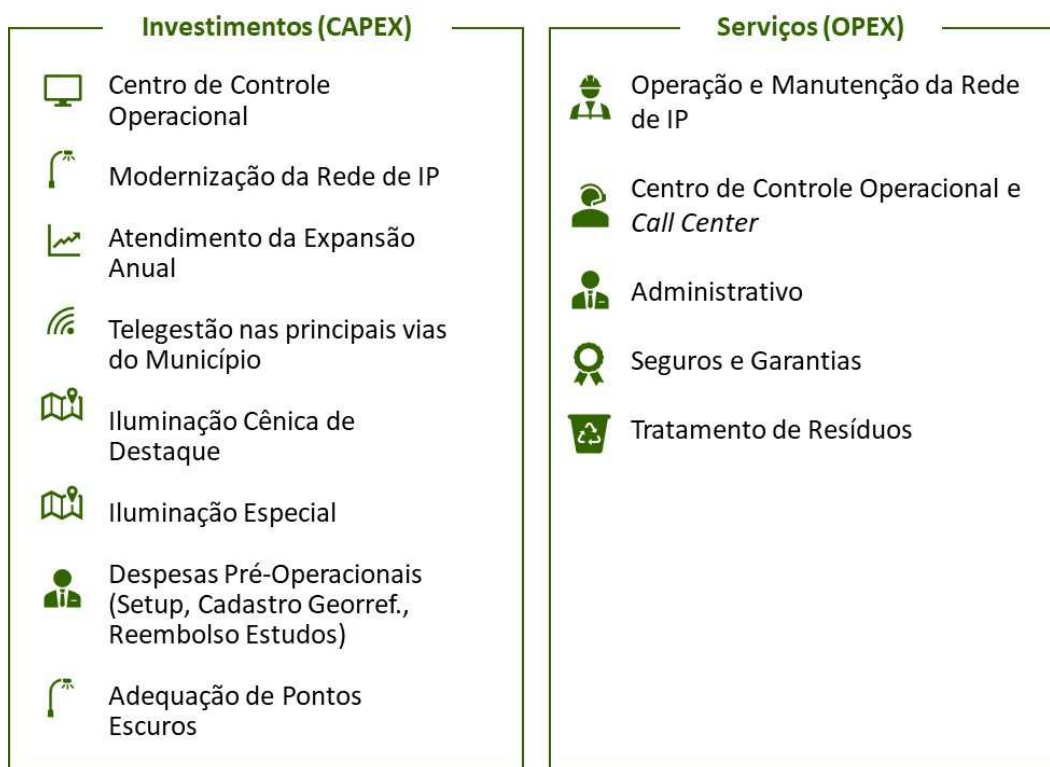 Investimentos (CAPEX)
Centro de Controle
Operacional
Modernização da Rede de IP
Atendimento da Expansão
Anual
Telegestão nas principais vias
do Município
Iluminação Cênica de
Destaque
Iluminação Especial
Despesas Pré-Operacionais
(Setup, Cadastro Georref.,
Reembolso Estudos)
Adequação de Pontos
Escuros
Serviços (OPEX)
Operação e Manutenção da Rede
de IP
Centro de Controle Operacional e
Call Center
Administrativo
Seguros e Garantias
Tratamento de Resíduos